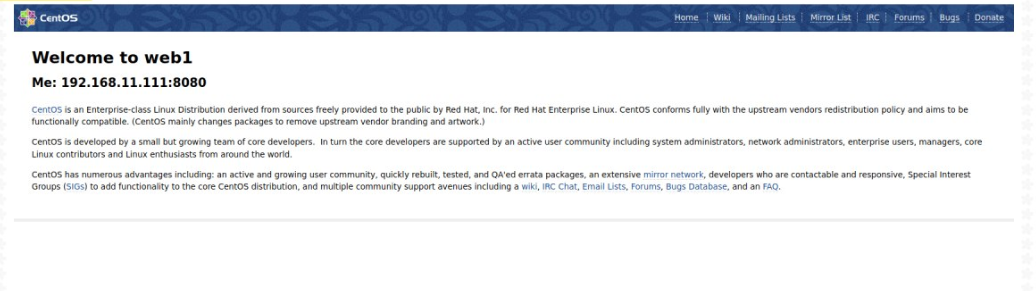 CentOS
Home | Wiki | Mailing Lists | Mirror List | IRC | Forums | Bugs | Donate
Welcome to web1
Me: 192.168.11.111:8080
CentOS is an Enterprise-class Linux Distribution derived from sources freely provided to the public by Red Hat, Inc. for Red Hat Enterprise Linux. CentOS conforms fully with the upstream vendors redistribution policy and aims to be
functionally compatible. (CentOS mainly changes packages to remove upstream vendor branding and artwork.)
CentOS is developed by a small but growing team of core developers.  In turn the core developers are supported by an active user community including system administrators, network administrators, enterprise users, managers, core
Linux contributors and Linux enthusiasts from around the world.
CentOS has numerous advantages including: an active and growing user community, quickly rebuilt, tested, and QA'ed errata packages, an extensive mirror network, developers who are contactable and responsive, Special Interest
Groups (SIGs) to add functionality to the core CentOS distribution, and multiple community support avenues including a wiki, IRC Chat, Email Lists, Forums, Bugs Database, and an FAQ.